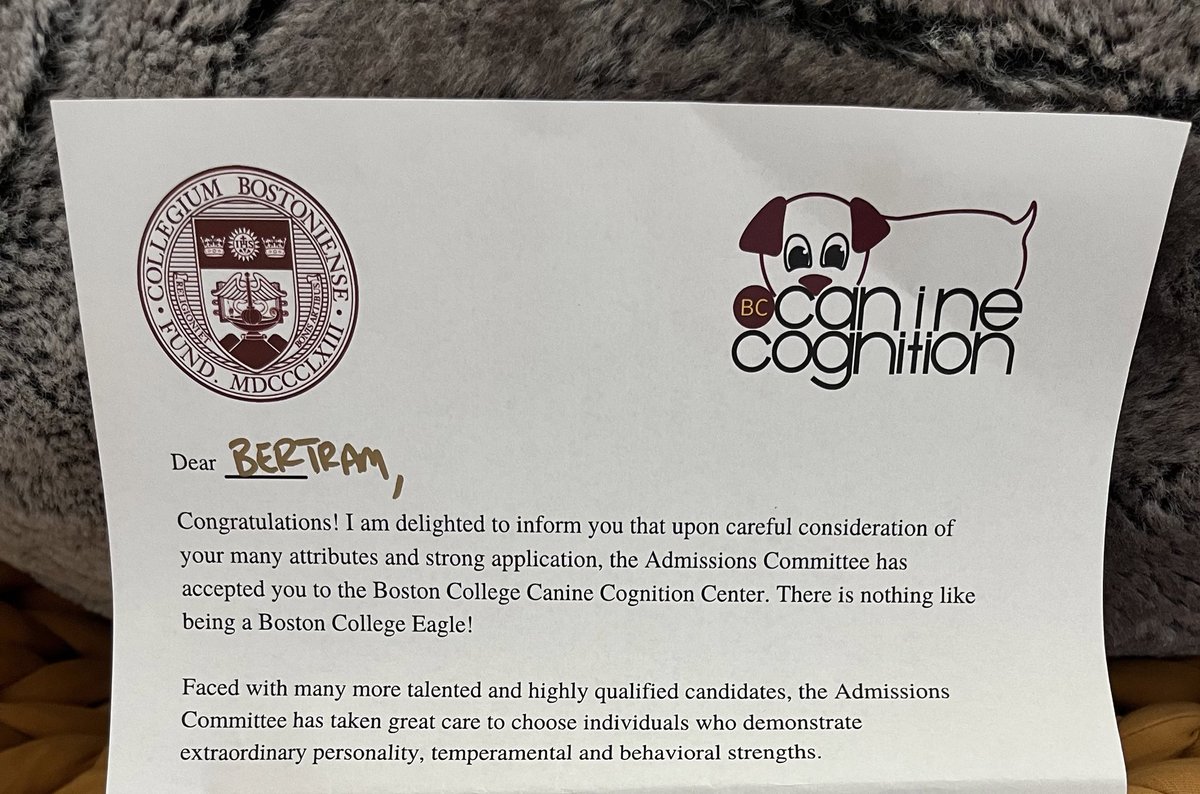 COLLEGIUM BOSTONIENSE
FUND. MDCCCLXIII
IHS
BC canine
cognition
Dear BERTRAM,
Congratulations! I am delighted to inform you that upon careful consideration of
your many attributes and strong application, the Admissions Committee has
accepted you to the Boston College Canine Cognition Center. There is nothing like
being a Boston College Eagle!
Faced with many more talented and highly qualified candidates, the Admissions
Committee has taken great care to choose individuals who demonstrate
extraordinary personality, temperamental and behavioral strengths.